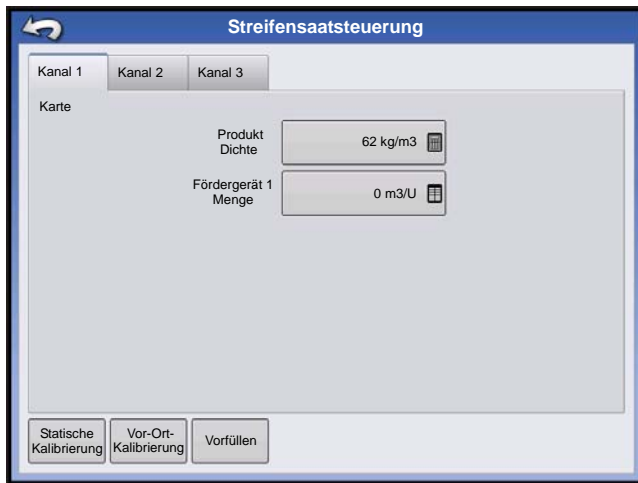 Streifensaatsteuerung
Kanal 1
Kanal 2
Kanal 3
Karte
Produkt
Dichte
62 kg/m3
Fördergerät 1
Menge
0 m3/U
Statische
Kalibrierung
Vor-Ort-
Kalibrierung
Vorfüllen